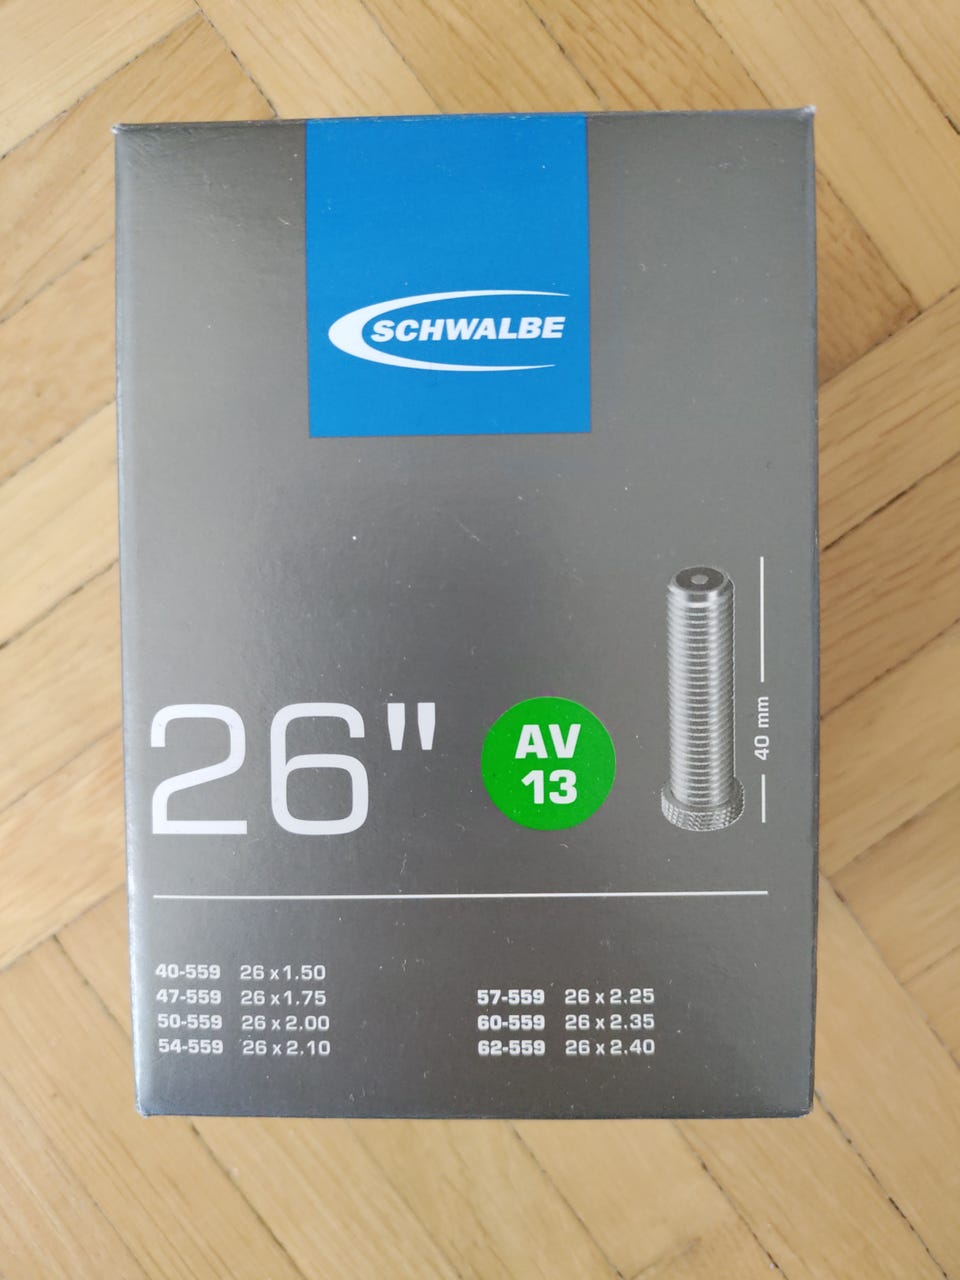 SCHWALBE
26"
AV
13
40 mm
40-559 26 x 1.50
47-559 26 x 1.75
50-559 26 x 2.00
54-559 26 x 2.10
57-559 26 x 2.25
60-559 26 x 2.35
62-559 26 x 2.40